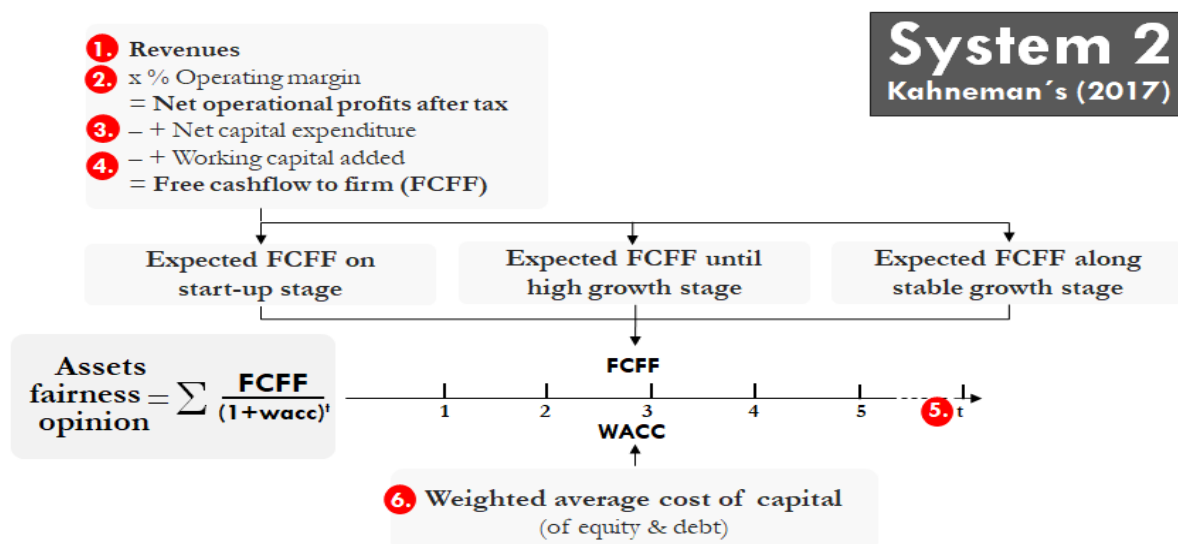 System 2
Kahneman´s (2017)
1. Revenues
2. x % Operating margin
= Net operational profits after tax
3. – + Net capital expenditure
4. – + Working capital added
= Free cashflow to firm (FCFF)
Expected FCFF on
start-up stage
Expected FCFF until
high growth stage
Expected FCFF along
stable growth stage
Assets
fairness
opinion
= ∑ FCFF
(1+wacc)ᵗ
FCFF
1 2 3 4 5 5. t
WACC
6. Weighted average cost of capital
(of equity & debt)